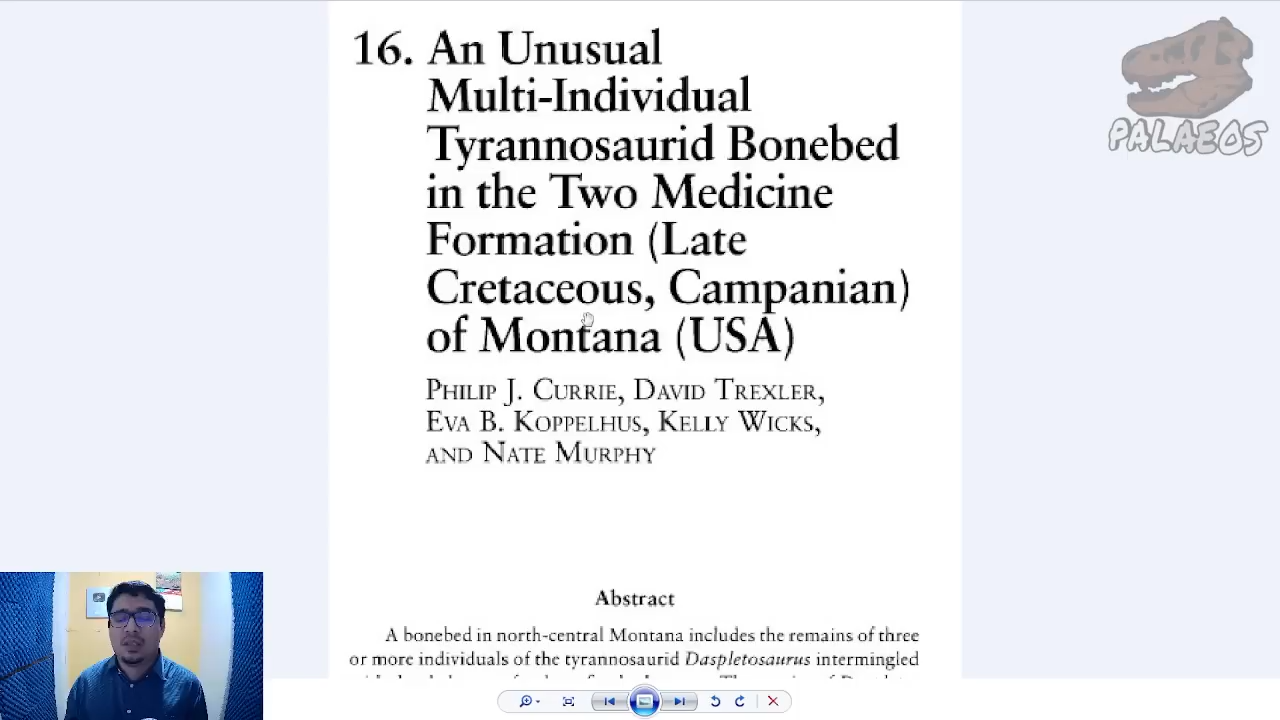 16. An Unusual
Multi-Individual
Tyrannosaurid Bonebed
in the Two Medicine
Formation (Late
Cretaceous, Campanian)
of Montana (USA)
PHILIP J. CURRIE, DAVID TREXLER,
EVA B. KOPPELHUS, KELLY WICKS,
AND NATE MURPHY
Abstract
A bonebed in north-central Montana includes the remains of three
or more individuals of the tyrannosaurid Daspletosaurus intermingled
PALAEOS